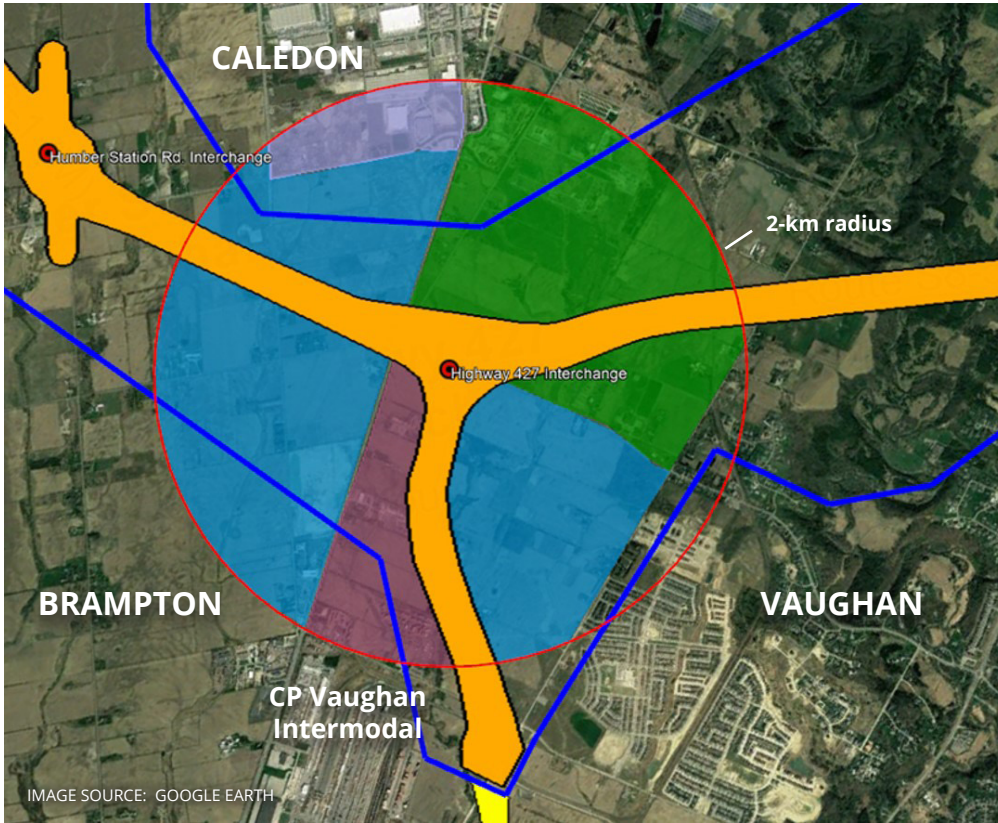 CALEDON
Humber Station Rd. Interchange
2-km radius
Highway 427 Interchange
BRAMPTON
VAUGHAN
CP Vaughan
Intermodal
IMAGE SOURCE: GOOGLE EARTH